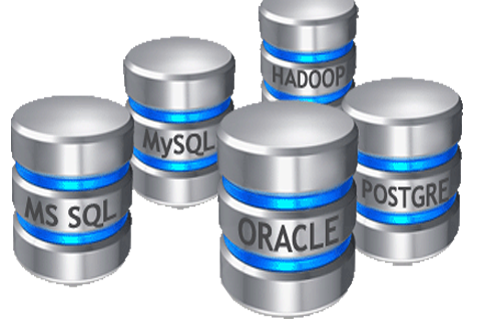 HADOOP
MySQL
POSTGRE
MS SQL
ORACLE